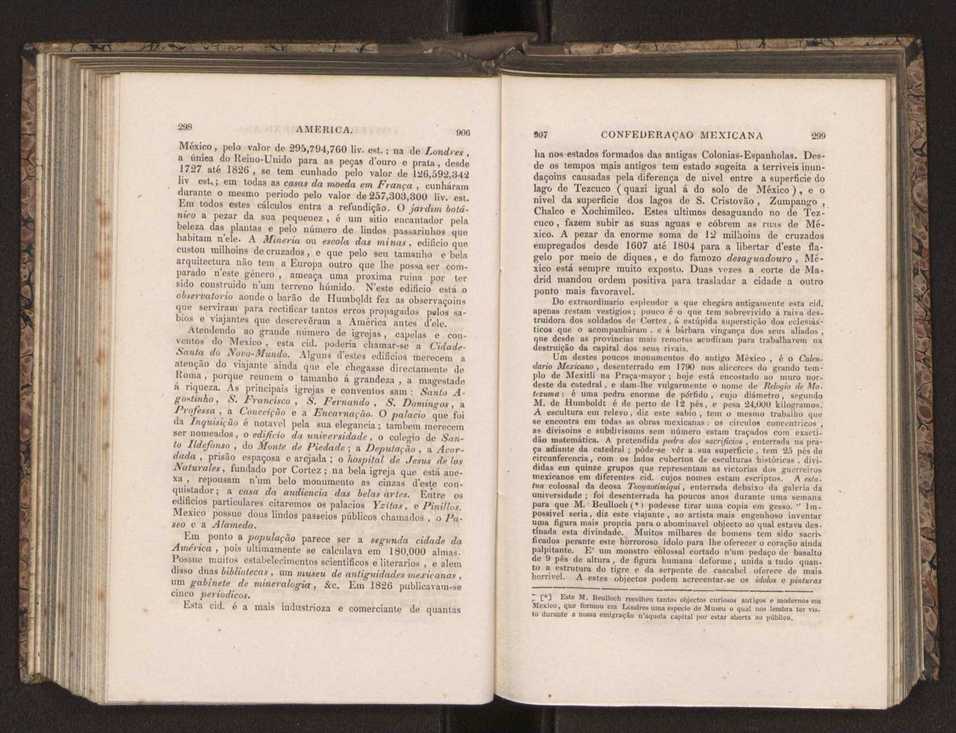 298 AMERICA. 906
México, pelo valor de 295,794,760 liv. est.; na de Londres,
a única do Reino-Unido para as peças d'ouro e prata, desde
1727 até 1826, se tem cunhado pelo valor de 126,592,342
liv est.; em todas as casas da moeda em França, cunháram
durante o mesmo periodo pelo valor de 257,303,300 liv. est.
Em todos estes cálculos entra a refundição. O jardim botá-
nico a pezar da sua pequenez, é um sitio encantador pela
beleza das plantas e pelo número de lindos passarinhos que
habitam n'ele. A Mineria ou escola das minas, edificio que
custou milhoins de cruzados, e que pelo seu tamanho e bela
arquitectura não tem a Europa outro que lhe possa ser com-
parado n'este género, ameaça uma proxima ruina por ter
sido construido n'um terreno húmido. N'este edificio está o
observatorio aonde o barão de Humboldt fez as observaçoins
que serviram para rectificar tantos erros propagados pelos sa-
bios e viajantes que descrevêram a América antes d'ele.
Atendendo ao grande número de igrejas, capelas e con-
ventos do Mexico, esta cid. poderia chamar-se a Cidade-
Santa do Novo-Mundo. Alguns d'estes edificios merecem a
atenção do viajante ainda que ele chegasse directamente de
Roma, porque reunem o tamanho á grandeza, a magestade
á riqueza. As principais igrejas e conventos sam: Santo A-
gostinho, S. Francisco, S. Fernando, S. Domingos, a
Professa, a Conceição e a Encarnação. O palacio que foi
da Inquisição é notavel pela sua elegancia; tambem merecem
ser nomeados, o edificio da universidade, o colegio de San-
to Ildefonso, do Monte de Piedade; a Deputação, a Acor-
dada, prisão espaçosa e arejada; o hospital de Jesus de los
Naturales, fundado por Cortez; na bela igreja que está ane-
xa, repousam n'um belo monumento as cinzas d'este con-
quistador; a casa da audiencia das belas artes. Entre os
edificios particulares citaremos os palacios Yzitas, e Pinillos.
Mexico possue dous lindos passeios públicos chamados, o Pa-
seo e a Alameda.
Em ponto a população parece ser a segunda cidade da
América, pois ultimamente se calculava em 180,000 almas.
Possue muitos estabelecimentos scientificos e literarios, e alem
disso duas bibliotecas, um museu de antiguidades mexicanas,
um gabinete de mineralogia, &c. Em 1826 publicavam-se
cinco periodicos.
Esta cid. é a mais industrioza e comerciante de quantas
907 CONFEDERAÇAO MEXICANA 299
ha nos estados formados das antigas Colonias-Espanholas. Des-
de os tempos mais antigos tem estado sugeita a terriveis inun-
daçoins causadas pela diferença de nivel entre a superficie do
lago de Tezcuco (quazi igual á do solo de México), e o
nivel da superficie dos lagos de S. Cristovão, Zumpango,
Chalco e Xochimilco. Estes ultimos desaguando no de Tez-
cuco, fazem subir as suas aguas e cóbrem as ruas de Mé-
xico. A pezar da enorme soma de 12 milhoins de cruzados
empregados desde 1607 até 1804 para a libertar d'este fla-
gelo por meio de diques, e do famozo desaguadouro, Mé-
xico está sempre muito exposto. Duas vezes a corte de Ma-
drid mandou ordem positiva para trasladar a cidade a outro
ponto mais favoravel.
Do extraordinario esplendor a que chegára antigamente esta cid.
apenas restam vestigios; pouco é o que tem sobrevivido á raiva des-
truidora dos soldados de Cortez, á estúpida superstição dos eclesiás-
ticos que o acompanháram, e á bárbara vingança dos seus aliados,
que desde as provincias mais remotas acudiram para trabalharem na
destruição da capital dos seus rivais.
Um destes poucos monumentos do antigo México, é o Calen-
dario Mexicano, desenterrado em 1790 nos alicerces do grando tem-
plo de Mexitli na Praça-mayor; hoje está encostado ao muro nor-
deste da catedral, e dam-lhe vulgarmente o nome de Relogio de Mo-
tezuma: é uma pedra enorme de pórfido, cujo diámetro, segundo
M. de Humboldt é de perto de 12 pés, e pesa 24,000 kilogramos.
A escultura em relevo, diz este sabio, tem o mesmo trabalho que
se encontra em todas as obras mexicanas: os circulos concentricos,
as divisoins e subdivisoins sem número estam traçados com exacti-
dão matemática. A pretendida pedra dos sacrificios, enterrada na pra-
ça adiante da catedral; póde-se vêr a sua superficie, tem 25 pés de
circunferencia, com os lados cubertos de esculturas históricas, divi-
didas em quinze grupos que representam as victorias dos guerreiros
mexicanos em diferentes cid. cujos nomes estam escriptos. A esta-
tua colossal da deosa Teoyaotimiqui, enterrada debaixo da galeria da
universidade; foi desenterrada ha poucos anos durante uma semana
para que M. Beulloch (*) podesse tirar uma copia em gesso. "Im-
possivel seria, diz este viajante, ao artista mais engenhoso inventar
uma figura mais propria para o abominavel objecto ao qual estava des-
tinada esta divindade. Muitos milhares de homens tem sido sacri-
ficados perante este horroroso idolo para lhe oferecer o coração ainda
palpitante. E' um monstro colossal cortado n'um pedaço de basalto
de 9 pés de altura, de figura humana deforme, unida a tudo quan-
to a estrutura do tigre e da serpente de cascabel oferece de mais
horrivel. A estes objectos podem acrecentar-se os idolos e pinturas
[*] Este M. Beulloch recolheu tantos objectos curiosos antigos e modernos em
Mexico, que formou em Londres uma especie de Museu o qual nos lembra ter vis-
to durante a nossa emigração n'aquela capital por estar aberta ao público.